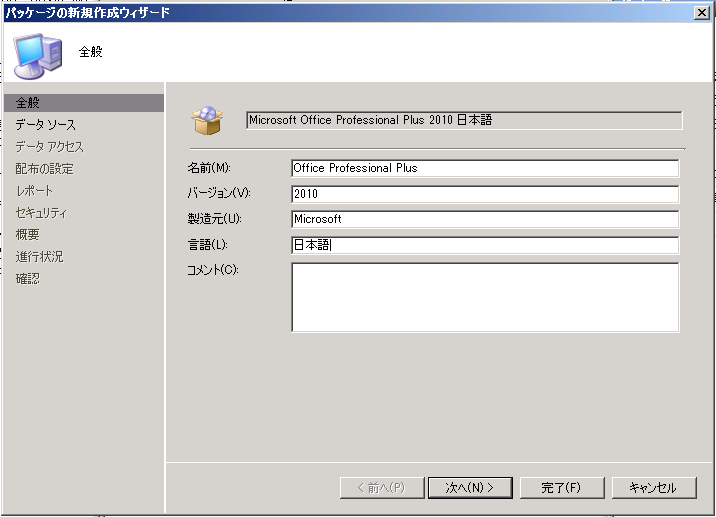 パッケージの新規作成ウィザード
全般
全般
データ ソース
データ アクセス
配布の設定
レポート
セキュリティ
概要
進行状況
確認
Microsoft Office Professional Plus 2010 日本語
名前(M): Office Professional Plus
バージョン(V): 2010
製造元(U): Microsoft
言語(L): 日本語
コメント(C):
< 前へ(P) 次へ(N) > 完了(F) キャンセル